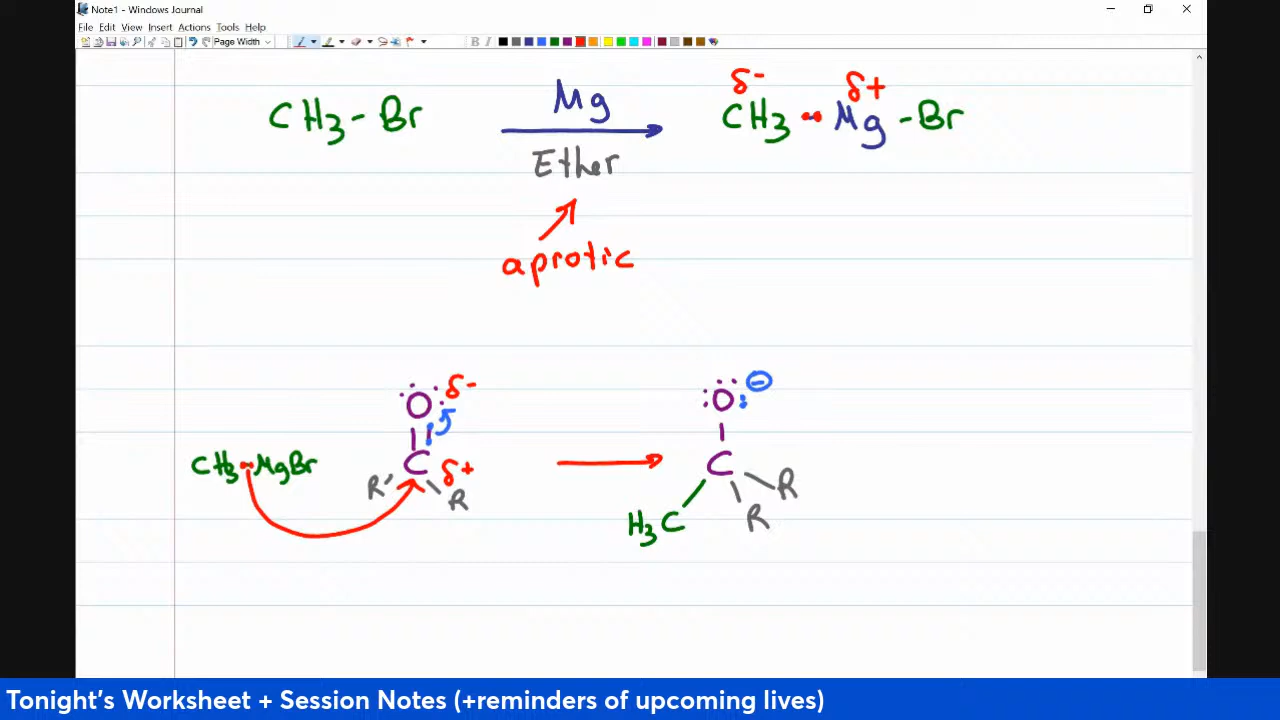 Note1 - Windows Journal
File Edit View Insert Actions Tools Help
Page Width B I
Mg δ- δ+
CH3 - Br CH3 Mg - Br
Ether
aprotic
O δ- O -
CH3 MgBr C δ+ C
R R R
H3C R
Tonight's Worksheet + Session Notes (+reminders of upcoming lives)